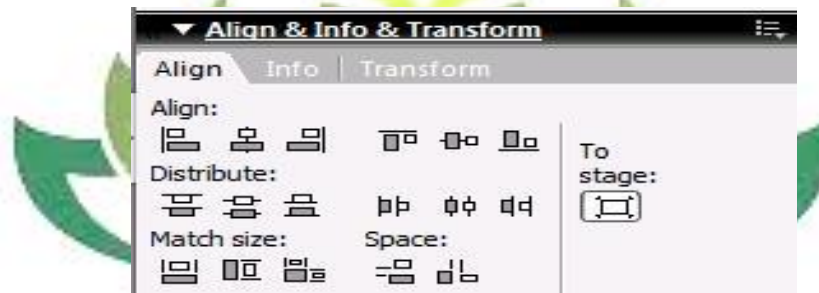 Align & Info & Transform
Align Info Transform
Align:
Distribute:
Match size: Space:
To
stage: